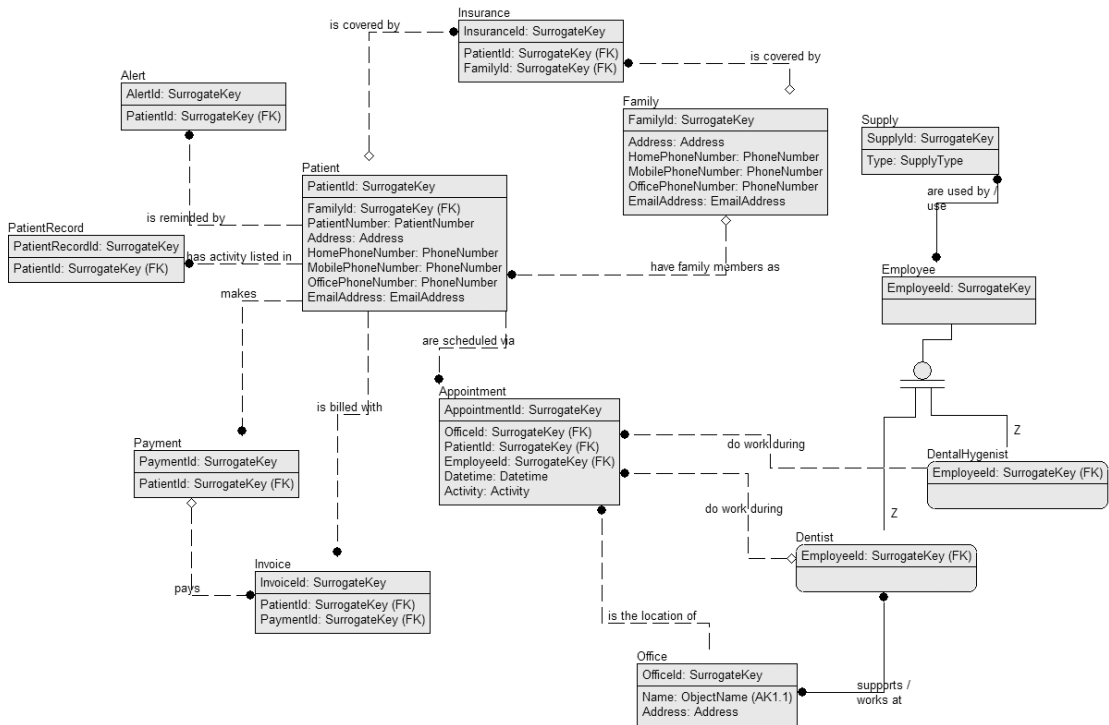 Insurance
InsuranceId: SurrogateKey
PatientId: SurrogateKey (FK)
FamilyId: SurrogateKey (FK)
is covered by
is covered by
Alert
AlertId: SurrogateKey
PatientId: SurrogateKey (FK)
Family
FamilyId: SurrogateKey
Address: Address
HomePhoneNumber: PhoneNumber
MobilePhoneNumber: PhoneNumber
OfficePhoneNumber: PhoneNumber
EmailAddress: EmailAddress
Supply
SupplyId: SurrogateKey
Type: SupplyType
are used by /
use
Patient
PatientId: SurrogateKey
FamilyId: SurrogateKey (FK)
PatientNumber: PatientNumber
Address: Address
HomePhoneNumber: PhoneNumber
MobilePhoneNumber: PhoneNumber
OfficePhoneNumber: PhoneNumber
EmailAddress: EmailAddress
is reminded by
PatientRecord
PatientRecordId: SurrogateKey
PatientId: SurrogateKey (FK)
has activity listed in
have family members as
Employee
EmployeeId: SurrogateKey
makes
are scheduled via
is billed with
Appointment
AppointmentId: SurrogateKey
OfficeId: SurrogateKey (FK)
PatientId: SurrogateKey (FK)
EmployeeId: SurrogateKey (FK)
Datetime: Datetime
Activity: Activity
do work during
Z
DentalHygenist
EmployeeId: SurrogateKey (FK)
Payment
PaymentId: SurrogateKey
PatientId: SurrogateKey (FK)
do work during
Z
Dentist
EmployeeId: SurrogateKey (FK)
pays
Invoice
InvoiceId: SurrogateKey
PatientId: SurrogateKey (FK)
PaymentId: SurrogateKey (FK)
is the location of
Office
OfficeId: SurrogateKey
Name: ObjectName (AK1.1)
Address: Address
supports /
works at